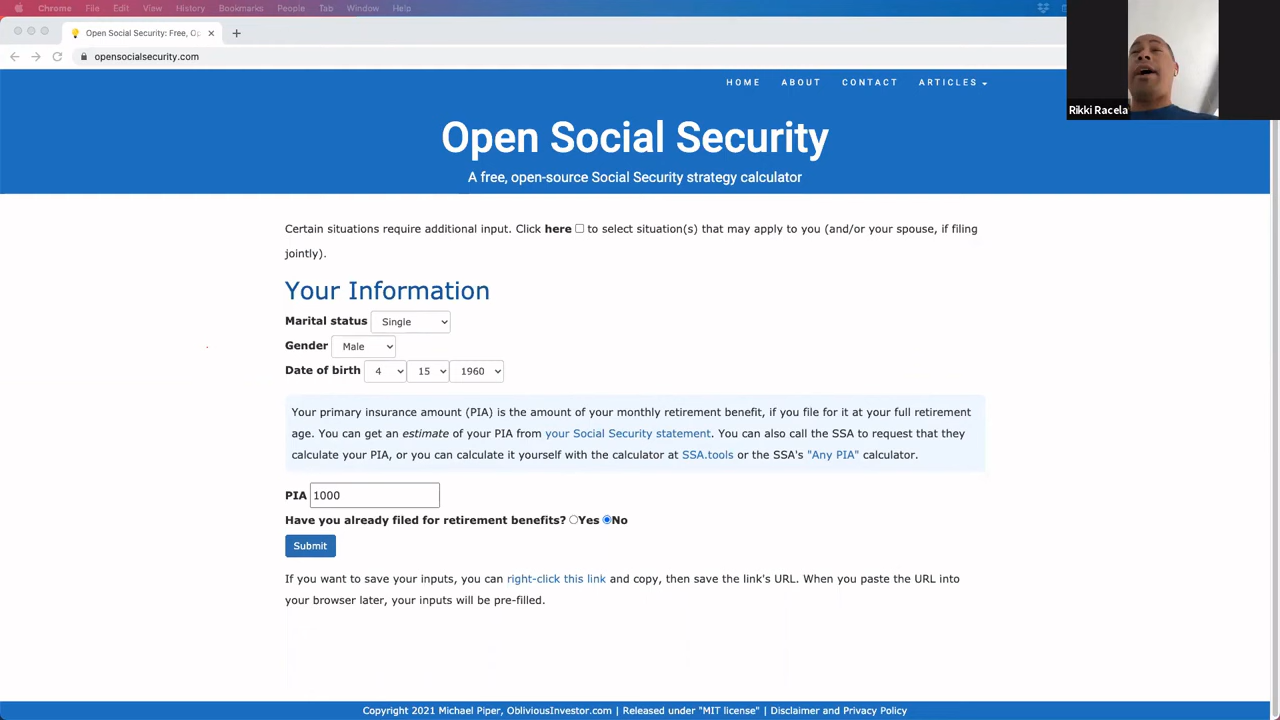 Chrome File Edit View History Bookmarks People Tab Window Help
Open Social Security: Free, Op
opensocialsecurity.com
HOME ABOUT CONTACT ARTICLES
Rikki Racela
Open Social Security
A free, open-source Social Security strategy calculator
Certain situations require additional input. Click here to select situation(s) that may apply to you (and/or your spouse, if filing
jointly).
Your Information
Marital status Single
Gender Male
Date of birth 4 15 1960
Your primary insurance amount (PIA) is the amount of your monthly retirement benefit, if you file for it at your full retirement
age. You can get an estimate of your PIA from your Social Security statement. You can also call the SSA to request that they
calculate your PIA, or you can calculate it yourself with the calculator at SSA.tools or the SSA's "Any PIA" calculator.
PIA 1000
Have you already filed for retirement benefits? Yes No
Submit
If you want to save your inputs, you can right-click this link and copy, then save the link's URL. When you paste the URL into
your browser later, your inputs will be pre-filled.
Copyright 2021 Michael Piper, ObliviousInvestor.com | Released under "MIT license" | Disclaimer and Privacy Policy